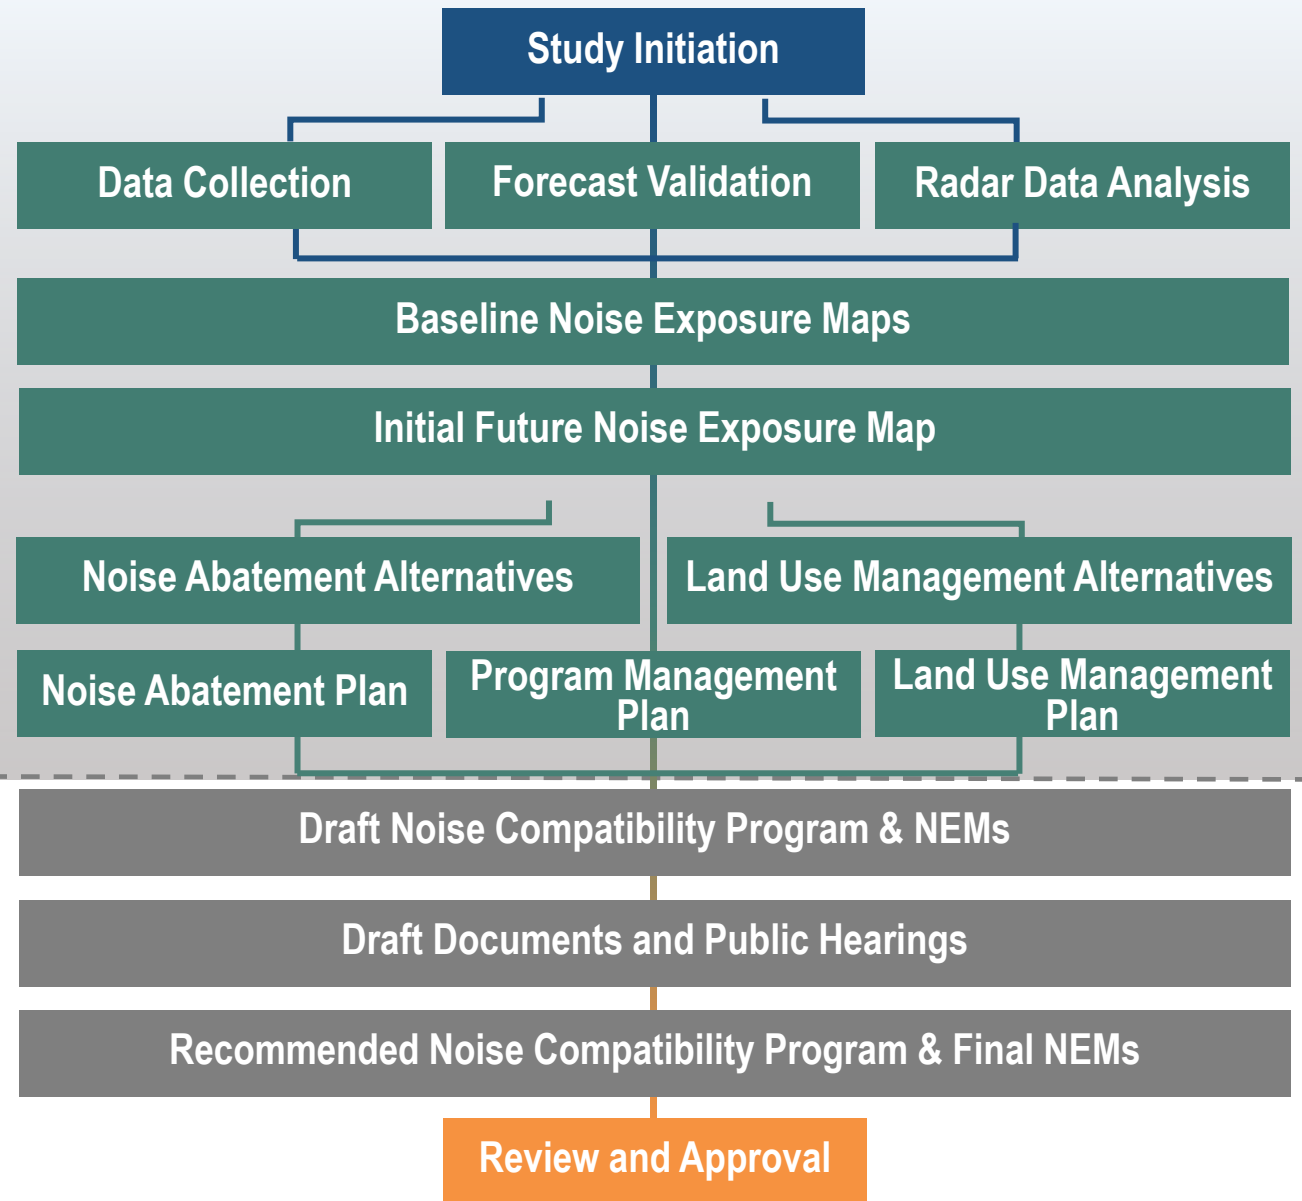 Study Initiation
Data Collection
Forecast Validation
Radar Data Analysis
Baseline Noise Exposure Maps
Initial Future Noise Exposure Map
Noise Abatement Alternatives
Land Use Management Alternatives
Noise Abatement Plan
Program Management
Plan
Land Use Management
Plan
Draft Noise Compatibility Program & NEMs
Draft Documents and Public Hearings
Recommended Noise Compatibility Program & Final NEMs
Review and Approval